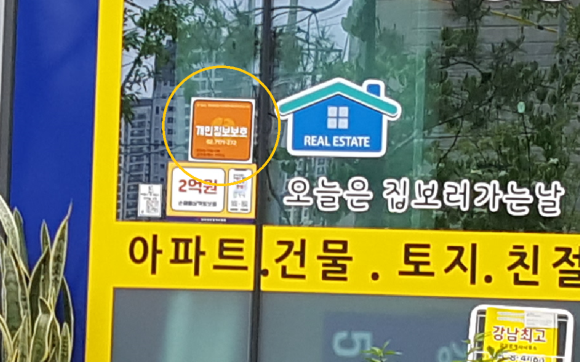 개인정보보호
REAL ESTATE
2억원
오늘은 집보러가는날
아파트.건물 . 토지.친절
강남최고